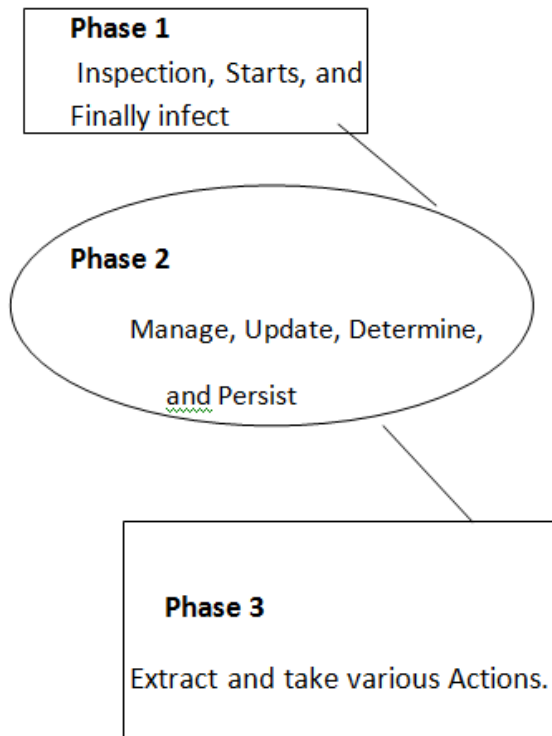 Phase 1
Inspection, Starts, and
Finally infect
Phase 2
Manage, Update, Determine,
and Persist
Phase 3
Extract and take various Actions.